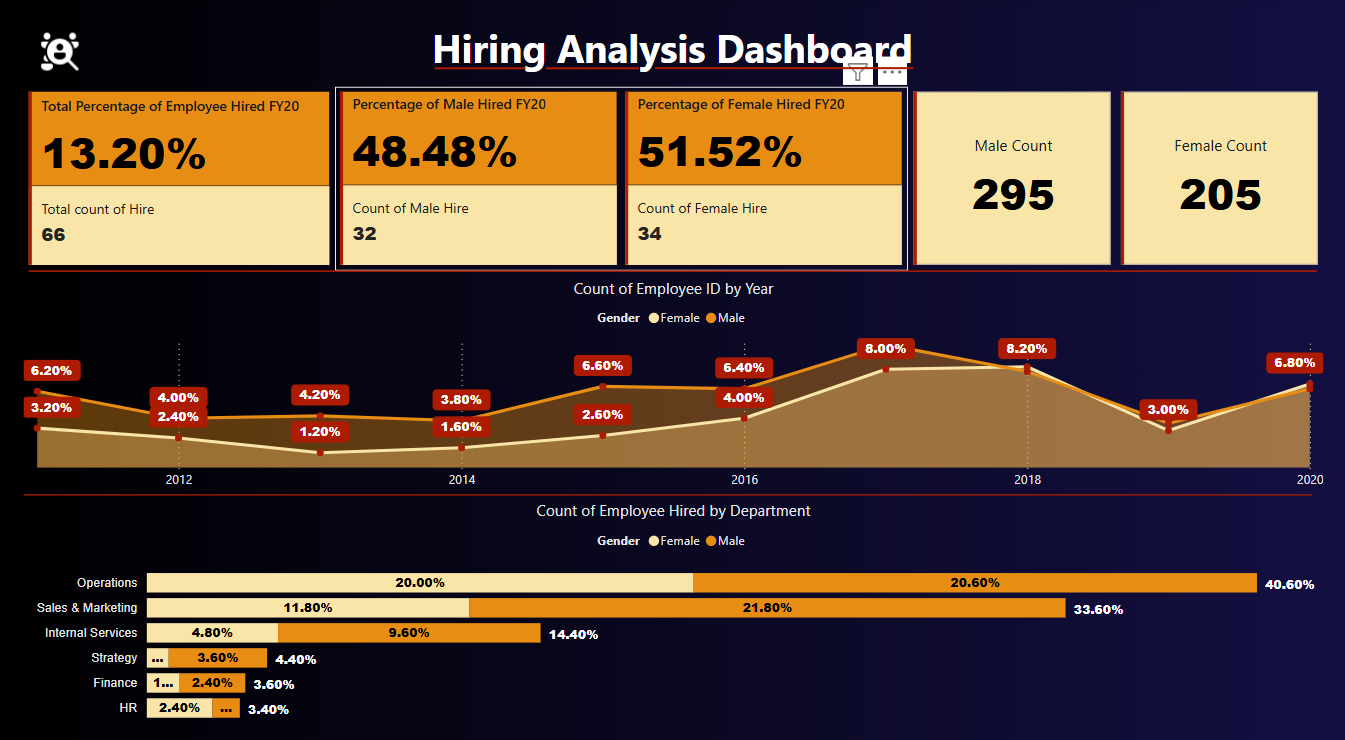 Hiring Analysis Dashboard
Total Percentage of Employee Hired FY20
13.20%
Total count of Hire
66
Percentage of Male Hired FY20
48.48%
Count of Male Hire
32
Percentage of Female Hired FY20
51.52%
Count of Female Hire
34
Male Count
295
Female Count
205
Count of Employee ID by Year
Gender Female Male
6.20% 4.00% 4.20% 3.80% 6.60% 6.40% 8.00% 8.20% 3.00% 6.80%
3.20% 2.40% 1.20% 1.60% 2.60% 4.00%
2012 2014 2016 2018 2020
Count of Employee Hired by Department
Gender Female Male
Operations 20.00% 20.60% 40.60%
Sales & Marketing 11.80% 21.80% 33.60%
Internal Services 4.80% 9.60% 14.40%
Strategy ... 3.60% 4.40%
Finance 1... 2.40% 3.60%
HR 2.40% ... 3.40%